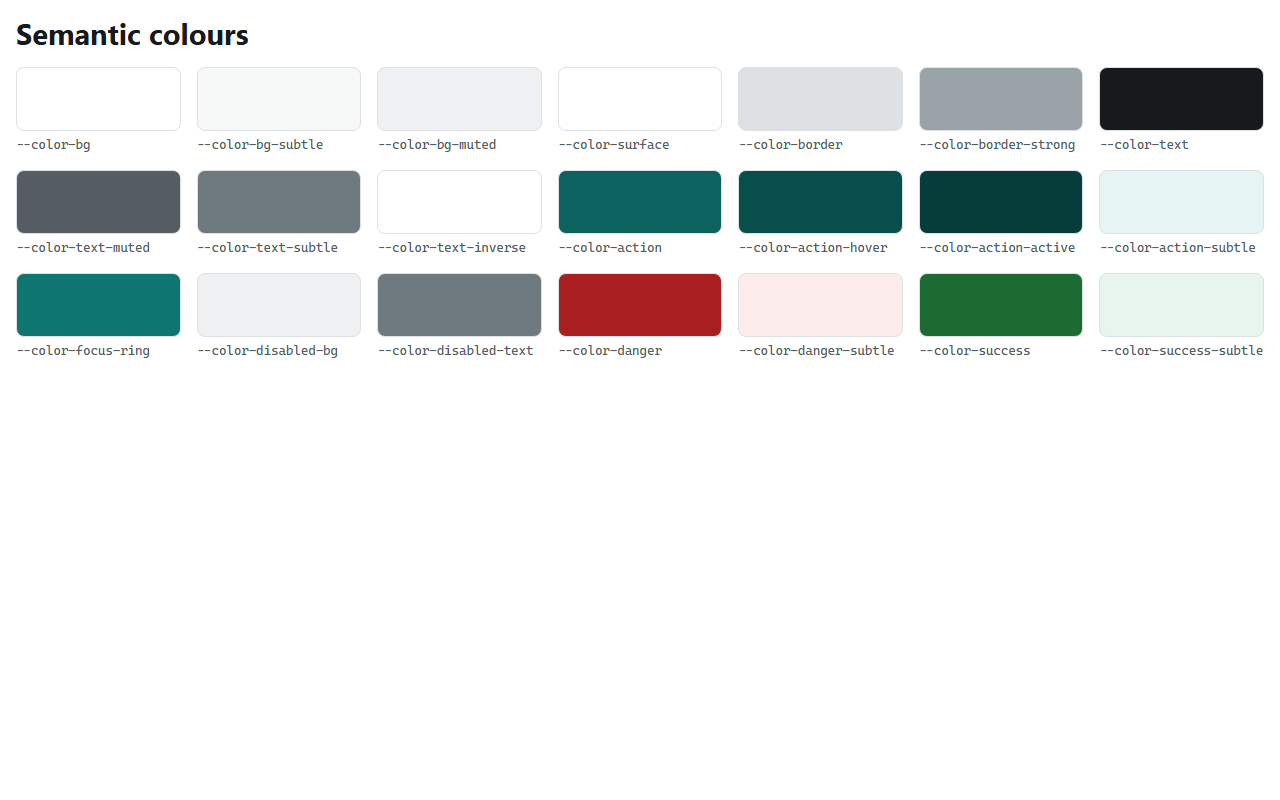 Semantic colours
--color-bg
--color-bg-subtle
--color-bg-muted
--color-surface
--color-border
--color-border-strong
--color-text
--color-text-muted
--color-text-subtle
--color-text-inverse
--color-action
--color-action-hover
--color-action-active
--color-action-subtle
--color-focus-ring
--color-disabled-bg
--color-disabled-text
--color-danger
--color-danger-subtle
--color-success
--color-success-subtle